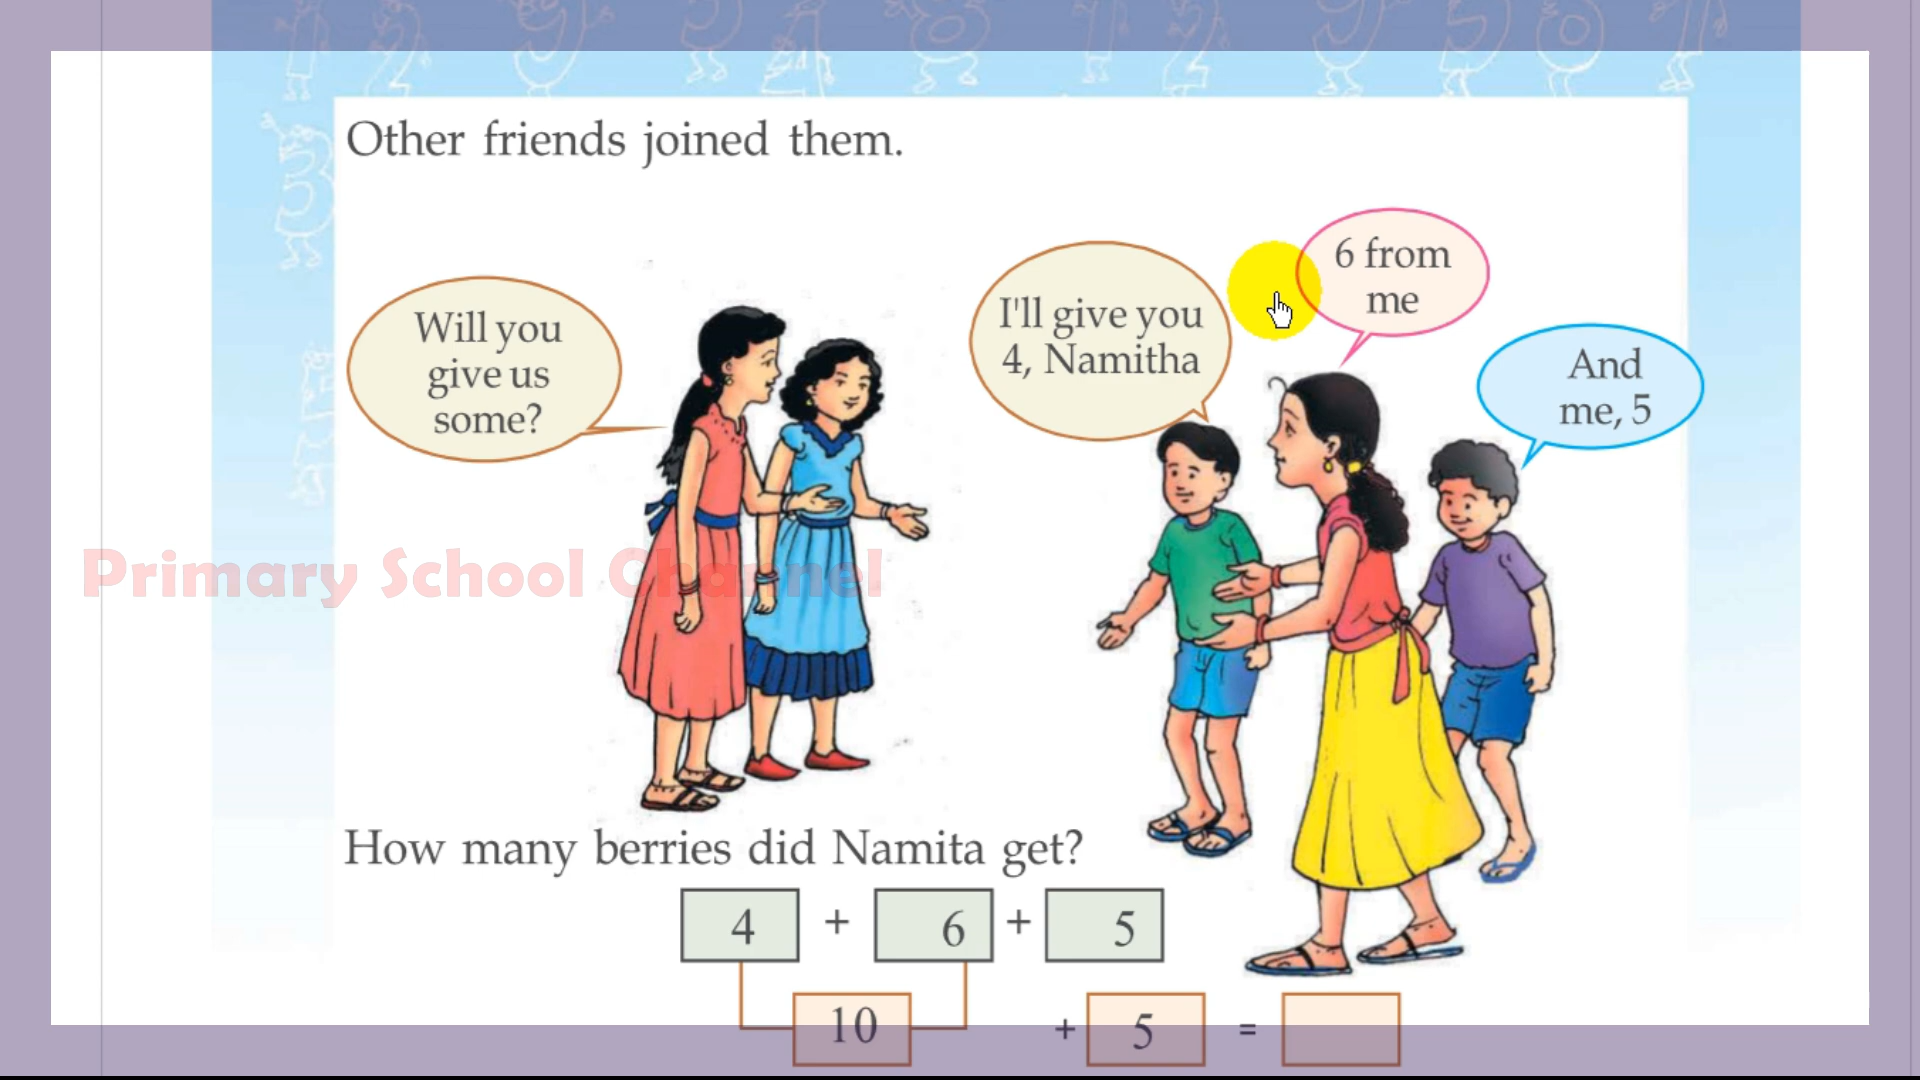 Other friends joined them.
Will you
give us
some?
I'll give you
4, Namitha
6 from
me
And
me, 5
Primary School Channel
How many berries did Namita get?
4 + 6 + 5
10 + 5 =